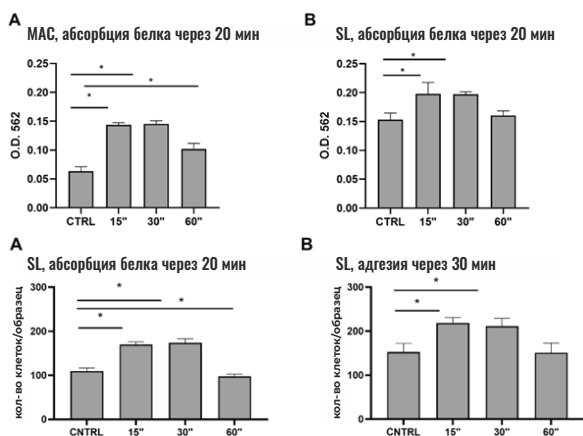 A
МАС, абсорбция белка через 20 мин
O.D. 562
0.25
0.20
0.15
0.10
0.05
0.00
*
*
*
CTRL 15" 30" 60"
B
SL, абсорбция белка через 20 мин
O.D. 562
0.25
0.20
0.15
0.10
0.05
0.00
*
*
CTRL 15" 30" 60"
A
SL, абсорбция белка через 20 мин
кол-во клеток/образец
300
200
100
0
*
*
*
CNTRL 15" 30" 60"
B
SL, адгезия через 30 мин
кол-во клеток/образец
300
200
100
0
*
*
CNTRL 15" 30" 60"